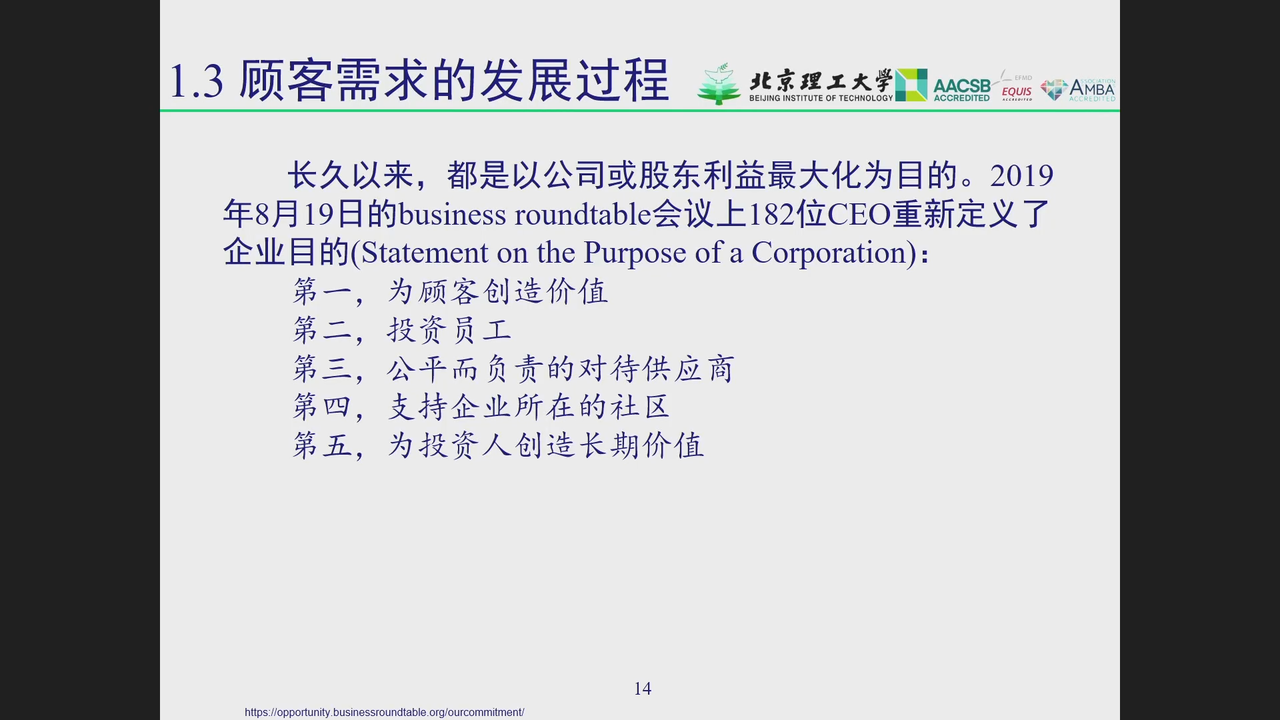 1.3 顾客需求的发展过程
北京理工大学
BEIJING INSTITUTE OF TECHNOLOGY
AACSB
ACCREDITED
EFMD
EQUIS
ACCREDITED
ASSOCIATION
AMBA
ACCREDITED
长久以来，都是以公司或股东利益最大化为目的。2019
年8月19日的business roundtable会议上182位CEO重新定义了
企业目的(Statement on the Purpose of a Corporation)：
第一，为顾客创造价值
第二，投资员工
第三，公平而负责的对待供应商
第四，支持企业所在的社区
第五，为投资人创造长期价值
14
https://opportunity.businessroundtable.org/ourcommitment/